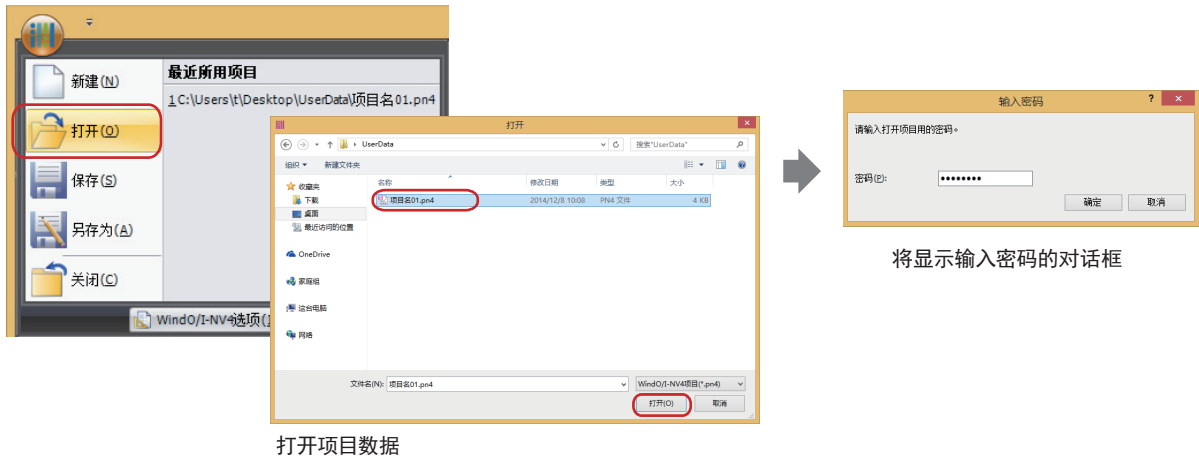 新建(N)
打开(O)
保存(S)
另存为(A)
关闭(C)
最近所用项目
1 C:\Users\t\Desktop\UserData\项目名01.pn4
WindO/I-NV4选项(I
打开
UserData
搜索"UserData"
组织 新建文件夹
名称 修改日期 类型 大小
项目名01.pn4 2014/12/8 10:08 PN4 文件 4 KB
收藏夹
下载
桌面
最近访问的位置
OneDrive
家庭组
这台电脑
网络
文件名(N): 项目名01.pn4
WindO/I-NV4项目(*.pn4)
打开(O) 取消
打开项目数据
输入密码
请输入打开项目用的密码。
密码(P): ••••••••
确定 取消
将显示输入密码的对话框